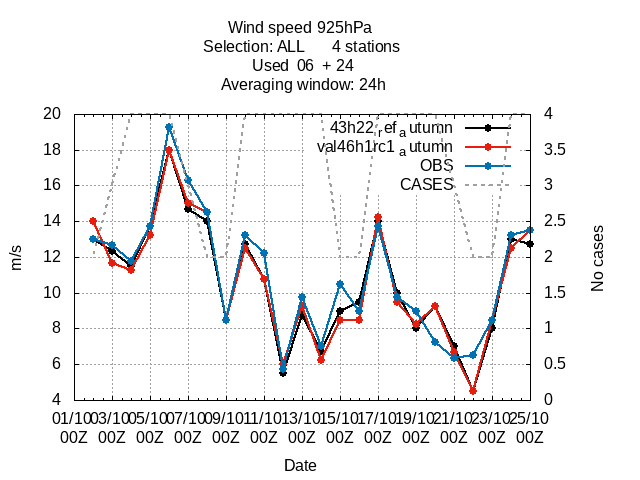 Wind speed 925hPa
Selection: ALL 4 stations
Used 06 + 24
Averaging window: 24h
43h22_ref_autumn
val46h1rc1_autumn
OBS
CASES
20
18
16
14
12
10
8
6
4
4
3.5
3
2.5
2
1.5
1
0.5
0
m/s
No cases
01/10 03/10 05/10 07/10 09/10 11/10 13/10 15/10 17/10 19/10 21/10 23/10 25/10
00Z 00Z 00Z 00Z 00Z 00Z 00Z 00Z 00Z 00Z 00Z 00Z 00Z
Date